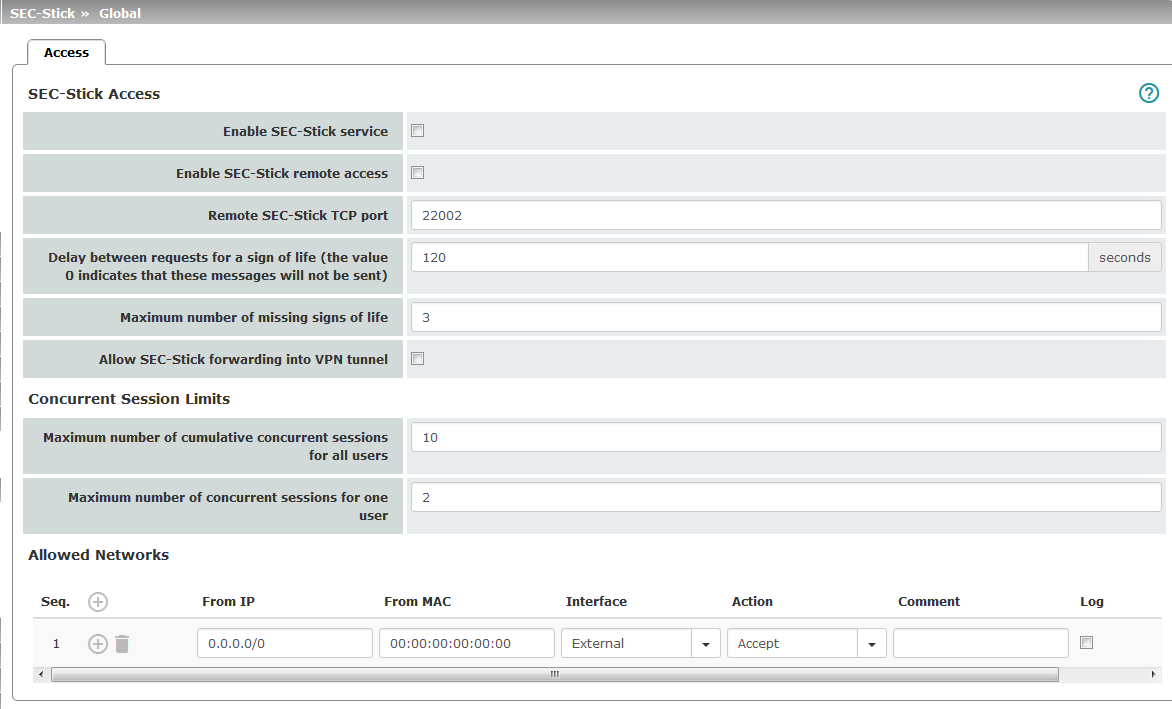 SEC-Stick » Global
Access
SEC-Stick Access
Enable SEC-Stick service
Enable SEC-Stick remote access
Remote SEC-Stick TCP port 22002
Delay between requests for a sign of life (the value
0 indicates that these messages will not be sent)
120 seconds
Maximum number of missing signs of life 3
Allow SEC-Stick forwarding into VPN tunnel
Concurrent Session Limits
Maximum number of cumulative concurrent sessions
for all users
10
Maximum number of concurrent sessions for one
user
2
Allowed Networks
Seq. From IP From MAC Interface Action Comment Log
1 0.0.0.0/0 00:00:00:00:00:00 External Accept